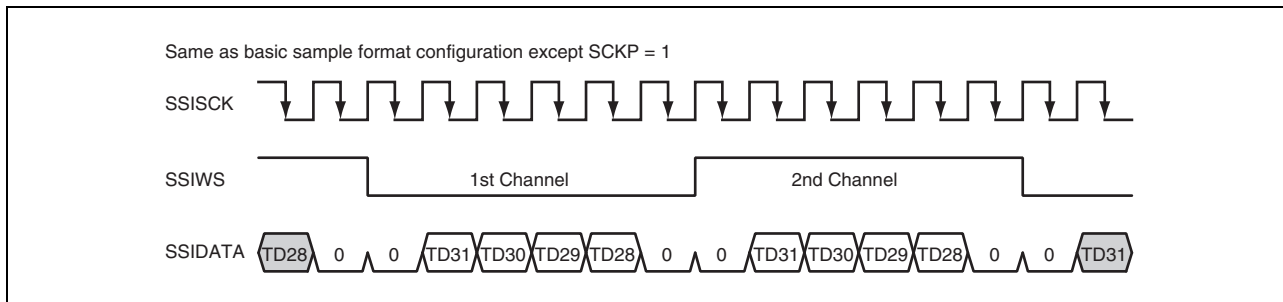 Same as basic sample format configuration except SCKP = 1
SSISCK
SSIWS 1st Channel 2nd Channel
SSIDATA TD28 0 0 TD31 TD30 TD29 TD28 0 0 TD31 TD30 TD29 TD28 0 0 TD31